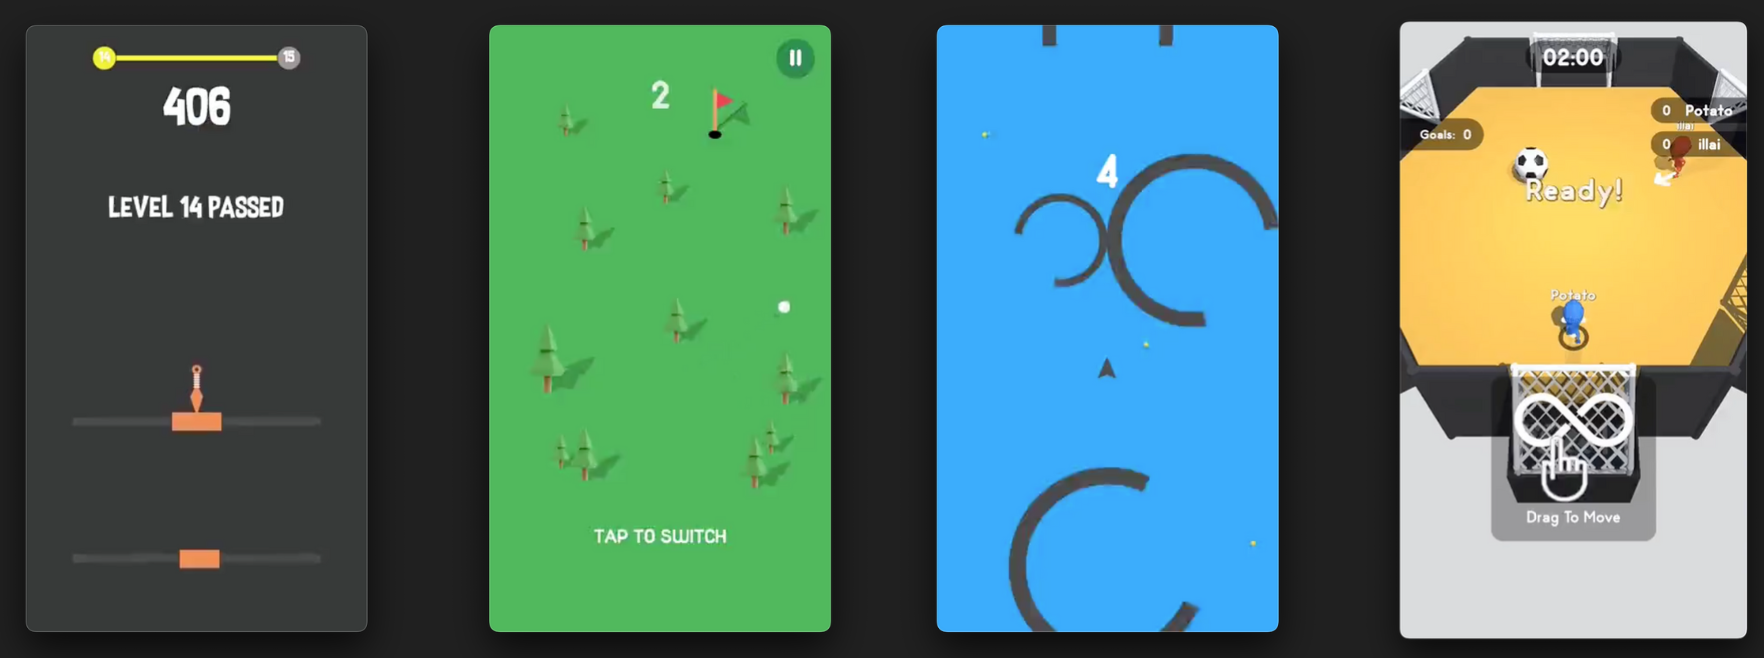 14 15
406
LEVEL 14 PASSED
2
TAP TO SWITCH
4
02:00
0 Potato
illai
Goals: 0
0 illai
Ready!
Potato
Drag To Move